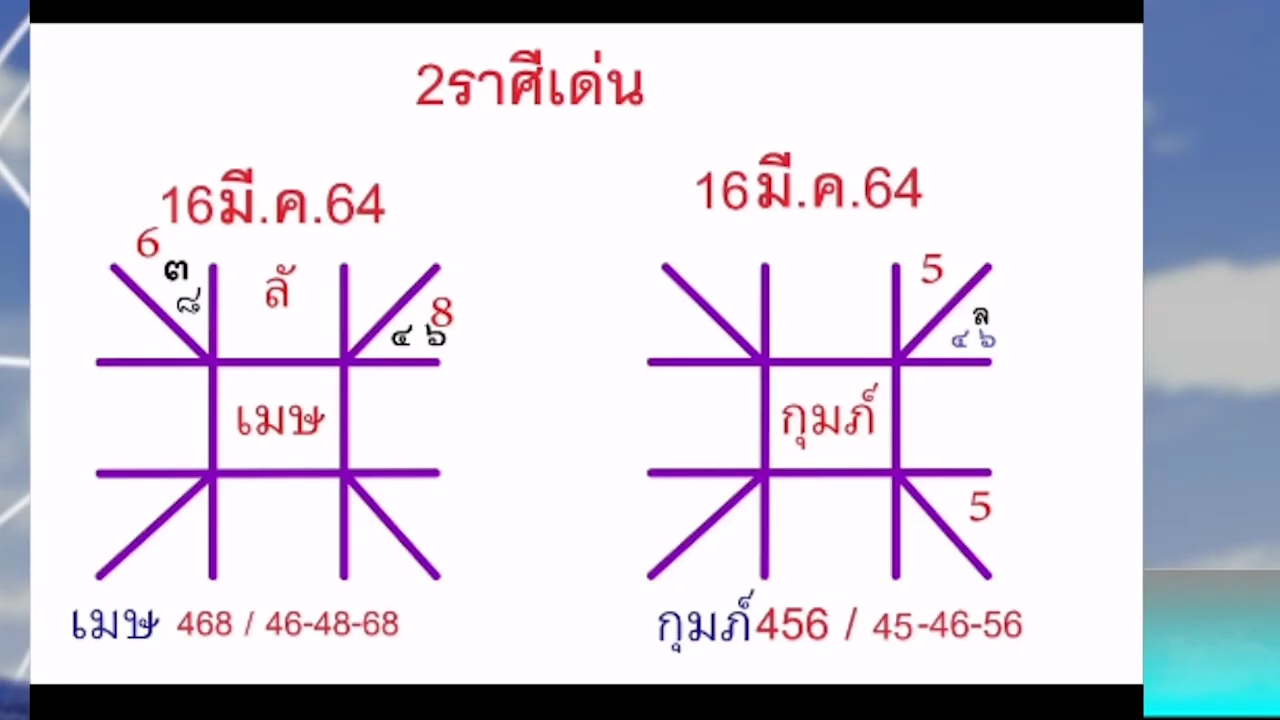 2ราศีเด่น
16มี.ค.64
6
๓
๘
ลั
8
๔ ๖
เมษ
เมษ 468 / 46-48-68
16มี.ค.64
5
ล
๔ ๖
กุมภ์
5
กุมภ์ 456 / 45-46-56